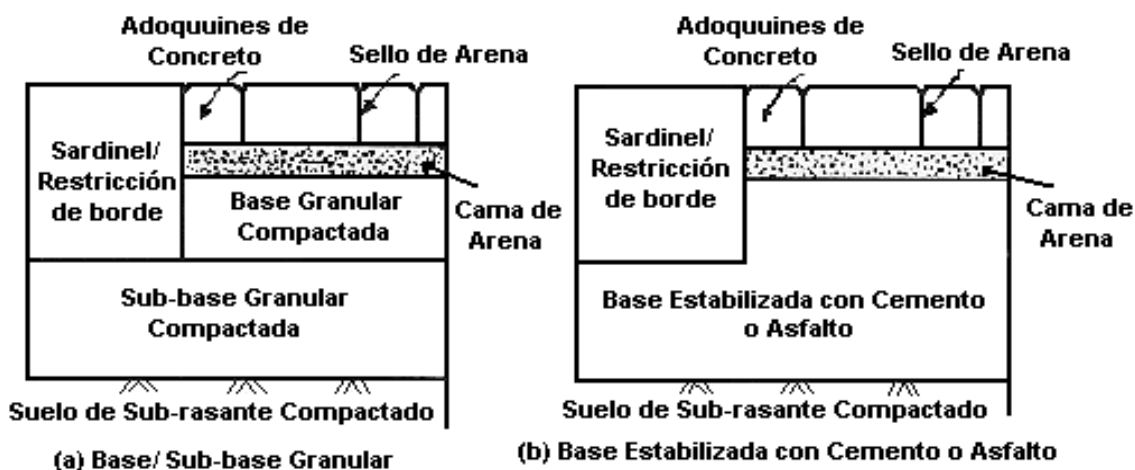 Adoquuines de
Concreto
Sello de Arena
Sardinel/
Restricción
de borde
Base Granular
Compactada
Cama de
Arena
Sub-base Granular
Compactada
Suelo de Sub-rasante Compactado
(a) Base/ Sub-base Granular
Adoquuines de
Concreto
Sello de Arena
Sardinel/
Restricción
de borde
Cama de
Arena
Base Estabilizada con Cemento
o Asfalto
Suelo de Sub-rasante Compactado
(b) Base Estabilizada con Cemento o Asfalto